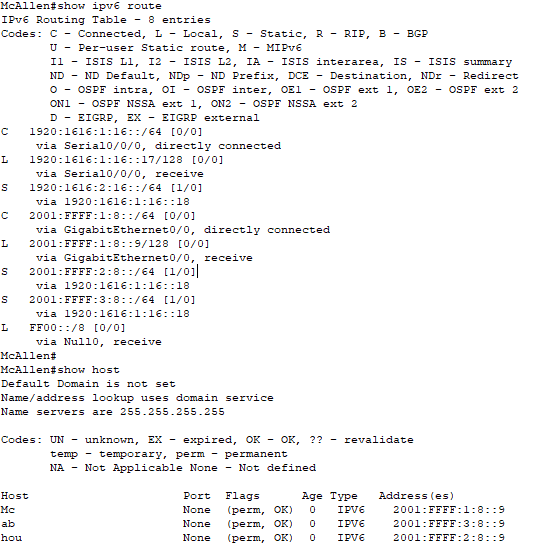 McAllen#show ipv6 route
IPv6 Routing Table - 8 entries
Codes: C - Connected, L - Local, S - Static, R - RIP, B - BGP
       U - Per-user Static route, M - MIPv6
       I1 - ISIS L1, I2 - ISIS L2, IA - ISIS interarea, IS - ISIS summary
       ND - ND Default, NDp - ND Prefix, DCE - Destination, NDr - Redirect
       O - OSPF intra, OI - OSPF inter, OE1 - OSPF ext 1, OE2 - OSPF ext 2
       ON1 - OSPF NSSA ext 1, ON2 - OSPF NSSA ext 2
       D - EIGRP, EX - EIGRP external
C   1920:1616:1:16::/64 [0/0]
     via Serial0/0/0, directly connected
L   1920:1616:1:16::17/128 [0/0]
     via Serial0/0/0, receive
S   1920:1616:2:16::/64 [1/0]
     via 1920:1616:1:16::18
C   2001:FFFF:1:8::/64 [0/0]
     via GigabitEthernet0/0, directly connected
L   2001:FFFF:1:8::9/128 [0/0]
     via GigabitEthernet0/0, receive
S   2001:FFFF:2:8::/64 [1/0]
     via 1920:1616:1:16::18
S   2001:FFFF:3:8::/64 [1/0]
     via 1920:1616:1:16::18
L   FF00::/8 [0/0]
     via Null0, receive
McAllen#
McAllen#show host
Default Domain is not set
Name/address lookup uses domain service
Name servers are 255.255.255.255
Codes: UN - unknown, EX - expired, OK - OK, ?? - revalidate
       temp - temporary, perm - permanent
       NA - Not Applicable None - Not defined
Host                      Port  Flags      Age Type   Address(es)
Mc                        None  (perm, OK)  0   IPV6    2001:FFFF:1:8::9
ab                        None  (perm, OK)  0   IPV6    2001:FFFF:3:8::9
hou                       None  (perm, OK)  0   IPV6    2001:FFFF:2:8::9